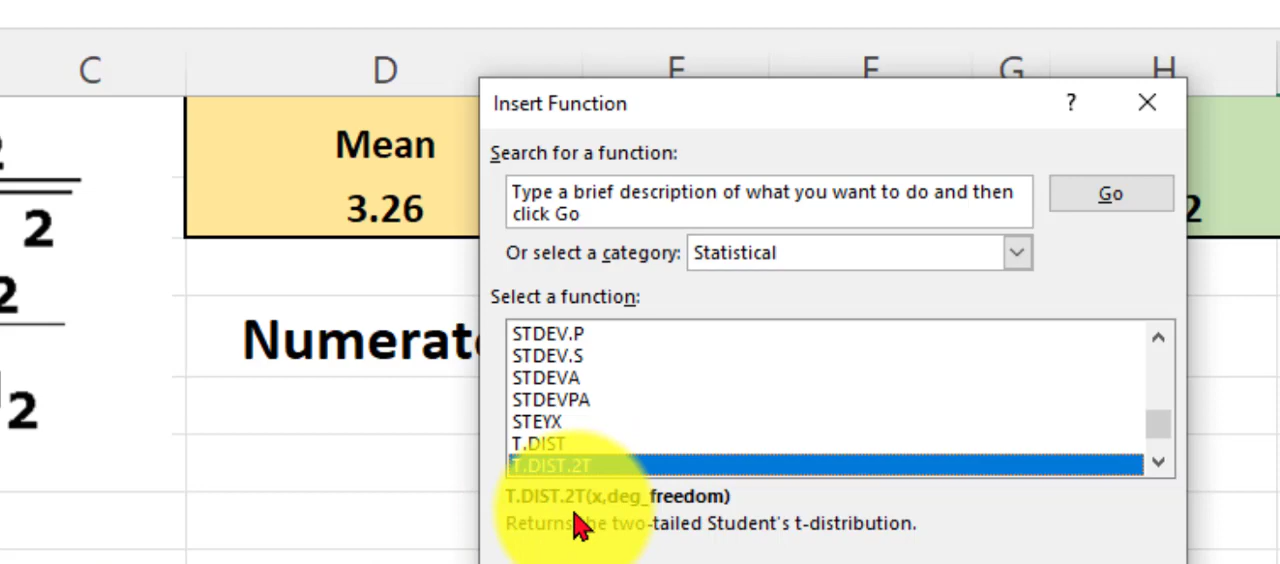 C D E F G H
Insert Function ?
Mean
Search for a function:
Type a brief description of what you want to do and then
click Go
Go
3.26
2
2
Or select a category: Statistical
Select a function:
2
Numerato
STDEV.P
STDEV.S
STDEVA
STDEVPA
2
STEYX
T.DIST
T.DIST.2T
T.DIST.2T(x,deg_freedom)
Returns the two-tailed Student's t-distribution.